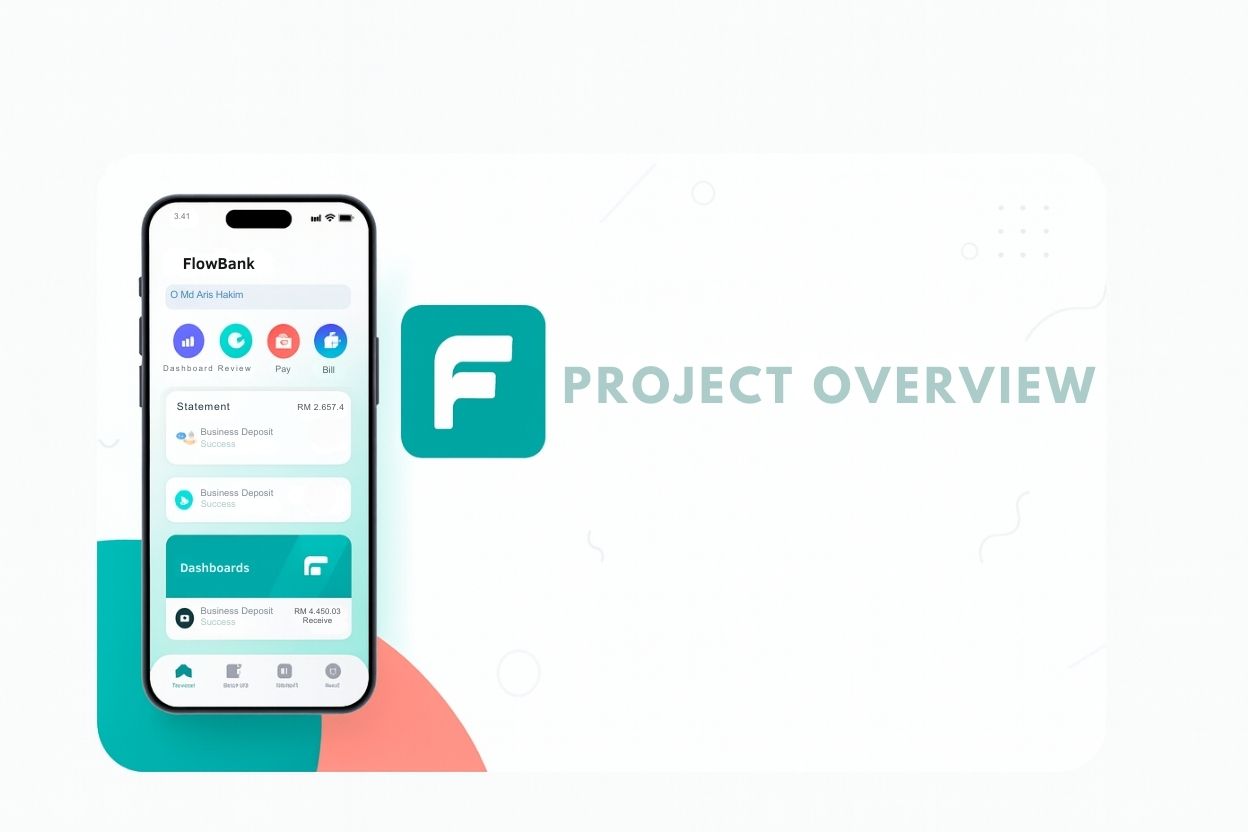 3.41
FlowBank
O Md Aris Hakim
Dashboard Review Pay Bill
Statement RM 2.657.4
Business Deposit
Success
Business Deposit
Success
Dashboards
Business Deposit RM 4.450.03
Success Receive
F PROJECT OVERVIEW